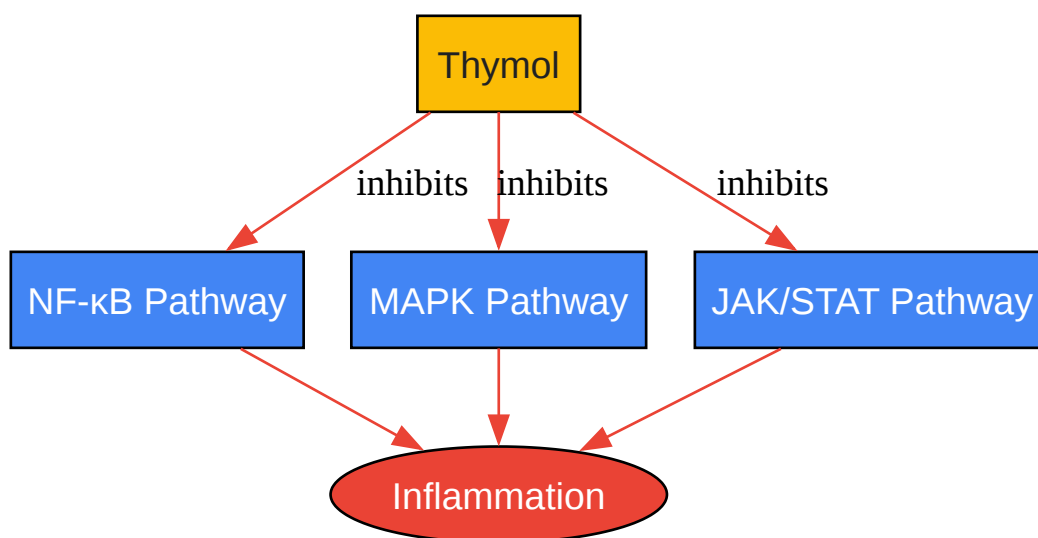 Thymol
inhibits
inhibits
inhibits
NF-κB Pathway
MAPK Pathway
JAK/STAT Pathway
Inflammation